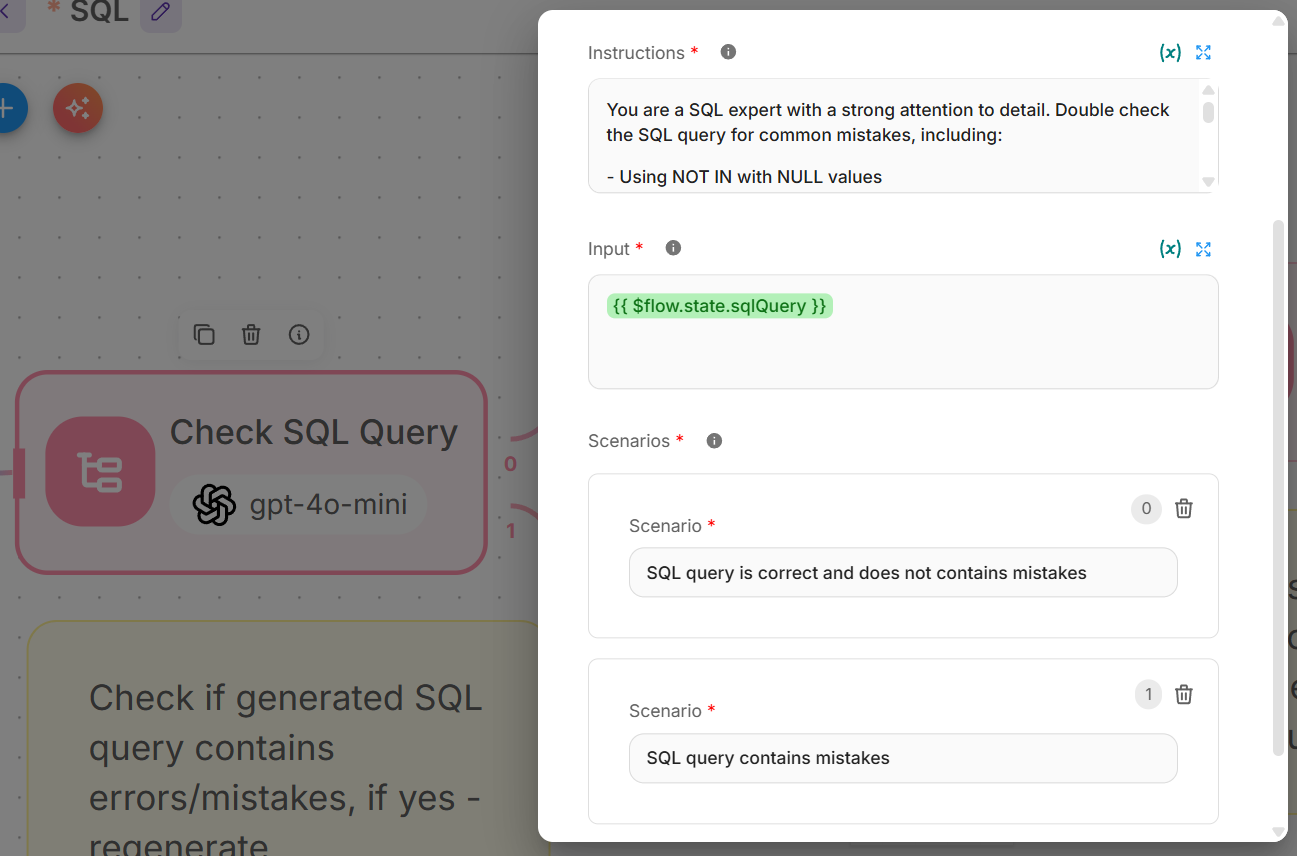 * SQL
Instructions *
(x)
You are a SQL expert with a strong attention to detail. Double check
the SQL query for common mistakes, including:
- Using NOT IN with NULL values
Input *
(x)
{{ $flow.state.sqlQuery }}
Scenarios *
0
Scenario *
SQL query is correct and does not contains mistakes
1
Scenario *
SQL query contains mistakes
Check SQL Query
gpt-4o-mini
0
1
Check if generated SQL
query contains
errors/mistakes, if yes -
regenerate